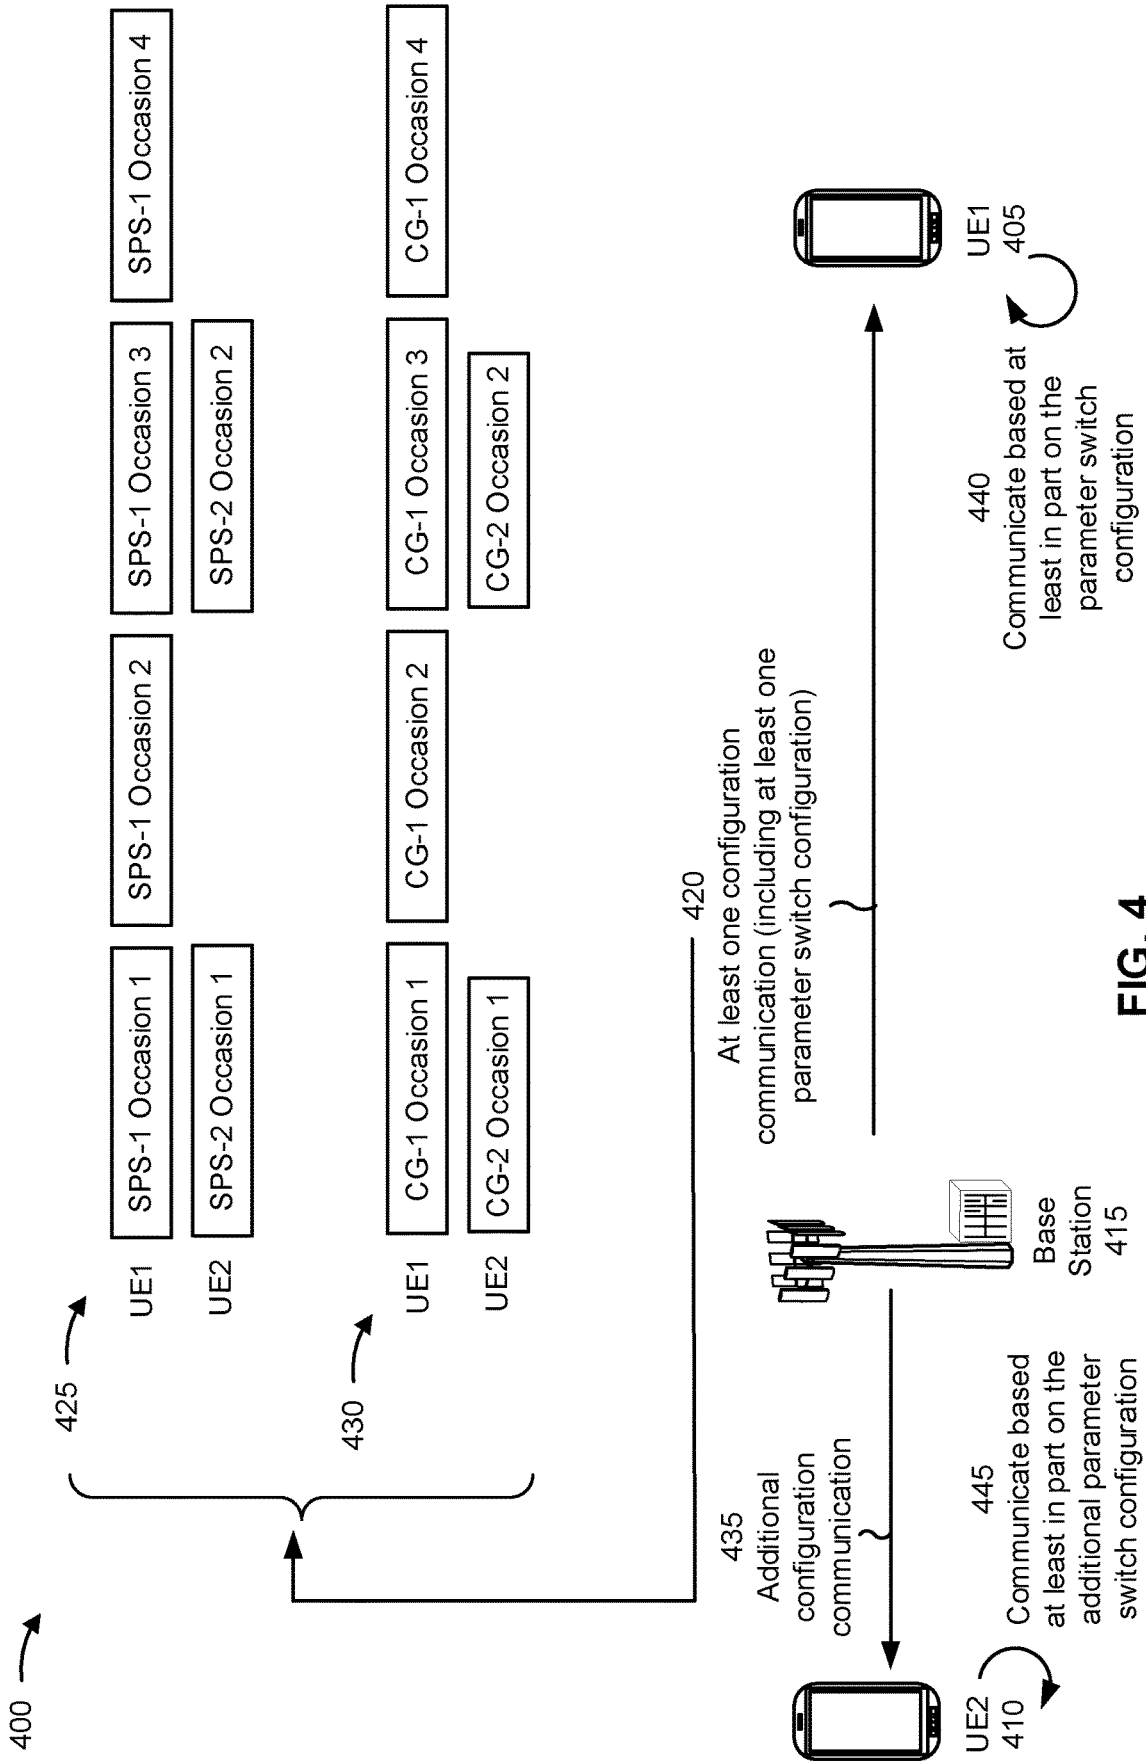 400
425
UE1
SPS-1 Occasion 1
SPS-1 Occasion 2
SPS-1 Occasion 3
SPS-1 Occasion 4
UE2
SPS-2 Occasion 1
SPS-2 Occasion 2
430
UE1
CG-1 Occasion 1
CG-1 Occasion 2
CG-1 Occasion 3
CG-1 Occasion 4
UE2
CG-2 Occasion 1
CG-2 Occasion 2
420
At least one configuration
communication (including at least one
parameter switch configuration)
435
Additional
configuration
communication
UE2
410
445
Communicate based
at least in part on the
additional parameter
switch configuration
Base
Station
415
UE1
405
440
Communicate based at
least in part on the
parameter switch
configuration
FIG. 4